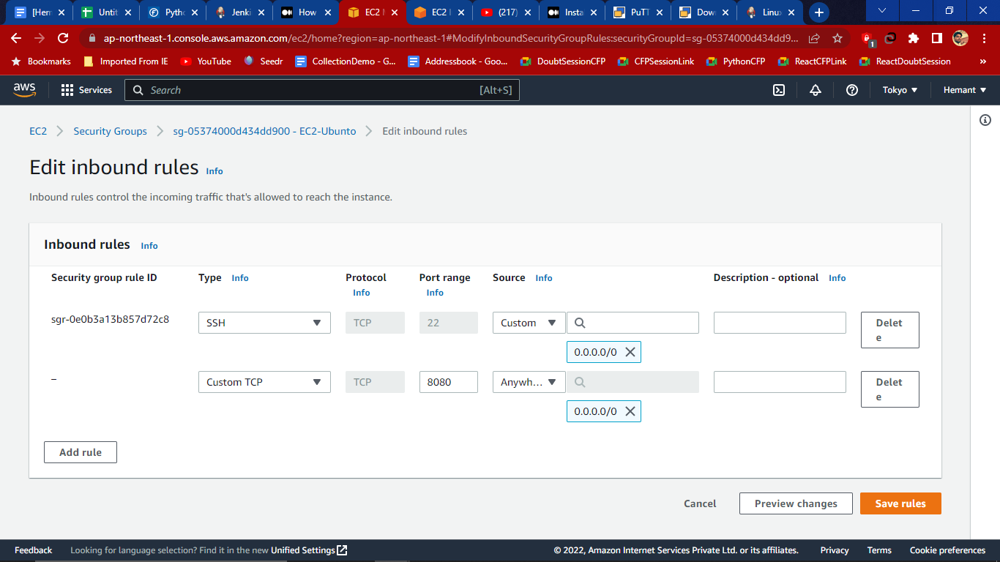 [Hem
Untit
Pytho
Jenki
How
EC2 I
EC2 I
(217)
Insta
PuTT
Dow
Linux
ap-northeast-1.console.aws.amazon.com/ec2/home?region=ap-northeast-1#ModifyInboundSecurityGroupRules:securityGroupId=sg-05374000d434dd9...
1
Bookmarks
Imported From IE
YouTube
Seedr
CollectionDemo - G...
Addressbook - Goo...
DoubtSessionCFP
CFPSessionLink
PythonCFP
ReactCFPLink
ReactDoubtSession
»
aws
Services
Search
[Alt+S]
Tokyo
Hemant
EC2
Security Groups
sg-05374000d434dd900 - EC2-Ubunto
Edit inbound rules
Edit inbound rules Info
Inbound rules control the incoming traffic that's allowed to reach the instance.
Inbound rules Info
Security group rule ID
Type Info
Protocol
Info
Port range
Info
Source Info
Description - optional Info
sgr-0e0b3a13b857d72c8
SSH
TCP
22
Custom
0.0.0.0/0
Delet
e
–
Custom TCP
TCP
8080
Anywh...
0.0.0.0/0
Delet
e
Add rule
Cancel
Preview changes
Save rules
Feedback
Looking for language selection? Find it in the new Unified Settings
© 2022, Amazon Internet Services Private Ltd. or its affiliates.
Privacy
Terms
Cookie preferences